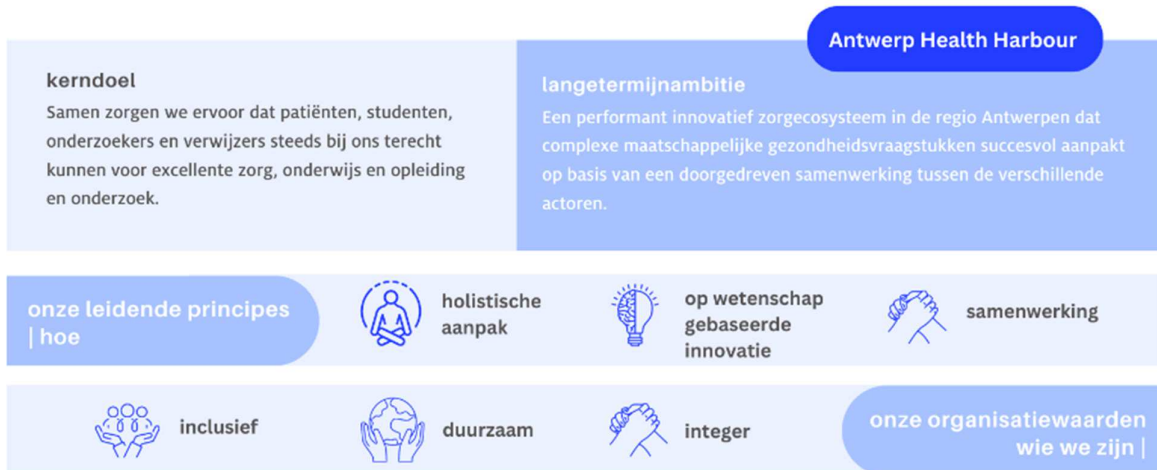 Antwerp Health Harbour
kerndoel
Samen zorgen we ervoor dat patiënten, studenten,
onderzoekers en verwijzers steeds bij ons terecht
kunnen voor excellente zorg, onderwijs en opleiding
en onderzoek.
langetermijnambitie
Een performant innovatief zorgecosysteem in de regio Antwerpen dat
complexe maatschappelijke gezondheidsvraagstukken succesvol aanpakt
op basis van een doorgedreven samenwerking tussen de verschillende
actoren.
onze leidende principes
| hoe
holistische
aanpak
op wetenschap
gebaseerde
innovatie
samenwerking
inclusief
duurzaam
integer
onze organisatiewaarden
wie we zijn |